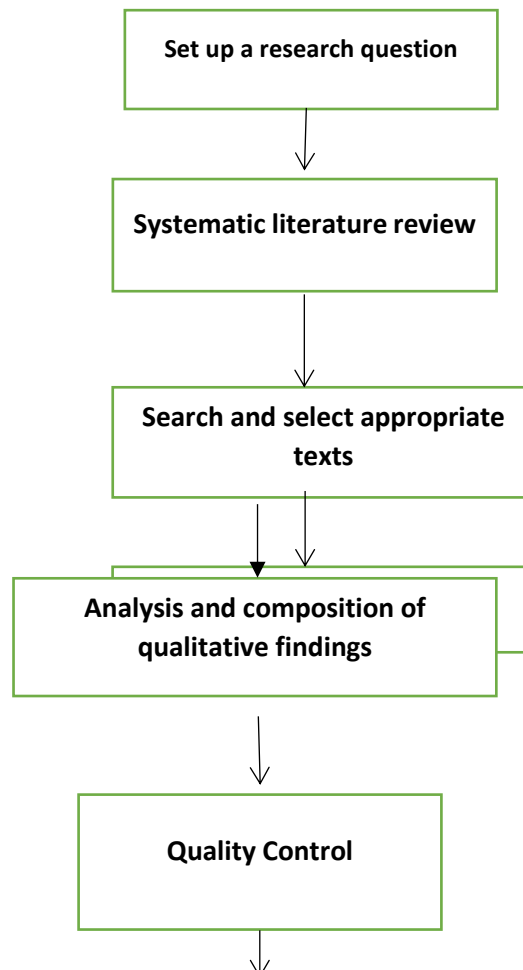 Set up a research question
Systematic literature review
Search and select appropriate
texts
Analysis and composition of
qualitative findings
Quality Control